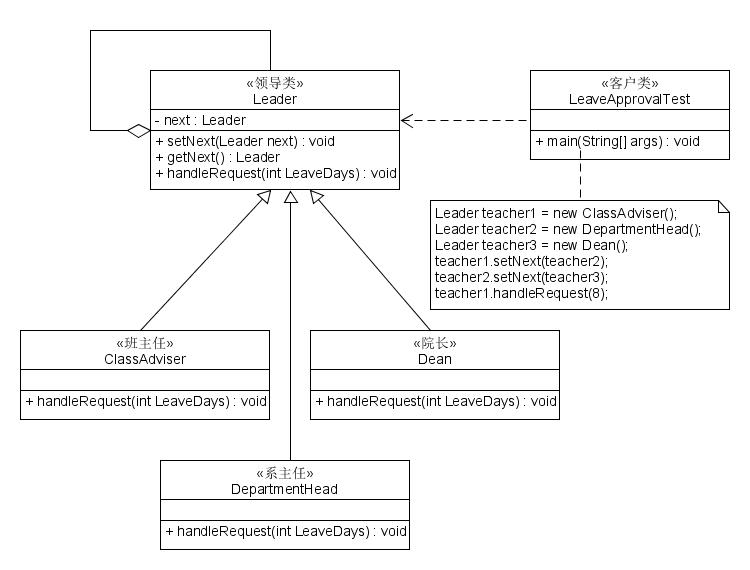 «领导类»
Leader
- next : Leader
+ setNext(Leader next) : void
+ getNext() : Leader
+ handleRequest(int LeaveDays) : void
«客户类»
LeaveApprovalTest
+ main(String[] args) : void
Leader teacher1 = new ClassAdviser();
Leader teacher2 = new DepartmentHead();
Leader teacher3 = new Dean();
teacher1.setNext(teacher2);
teacher2.setNext(teacher3);
teacher1.handleRequest(8);
«班主任»
ClassAdviser
+ handleRequest(int LeaveDays) : void
«院长»
Dean
+ handleRequest(int LeaveDays) : void
«系主任»
DepartmentHead
+ handleRequest(int LeaveDays) : void